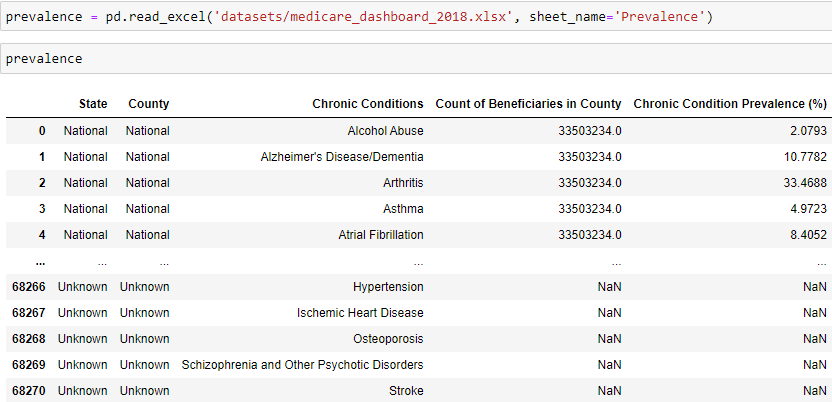 prevalence = pd.read_excel('datasets/medicare_dashboard_2018.xlsx', sheet_name='Prevalence')
prevalence
State County Chronic Conditions Count of Beneficiaries in County Chronic Condition Prevalence (%)
0 National National Alcohol Abuse 33503234.0 2.0793
1 National National Alzheimer's Disease/Dementia 33503234.0 10.7782
2 National National Arthritis 33503234.0 33.4688
3 National National Asthma 33503234.0 4.9723
4 National National Atrial Fibrillation 33503234.0 8.4052
... ... ... ... ... ...
68266 Unknown Unknown Hypertension NaN NaN
68267 Unknown Unknown Ischemic Heart Disease NaN NaN
68268 Unknown Unknown Osteoporosis NaN NaN
68269 Unknown Unknown Schizophrenia and Other Psychotic Disorders NaN NaN
68270 Unknown Unknown Stroke NaN NaN